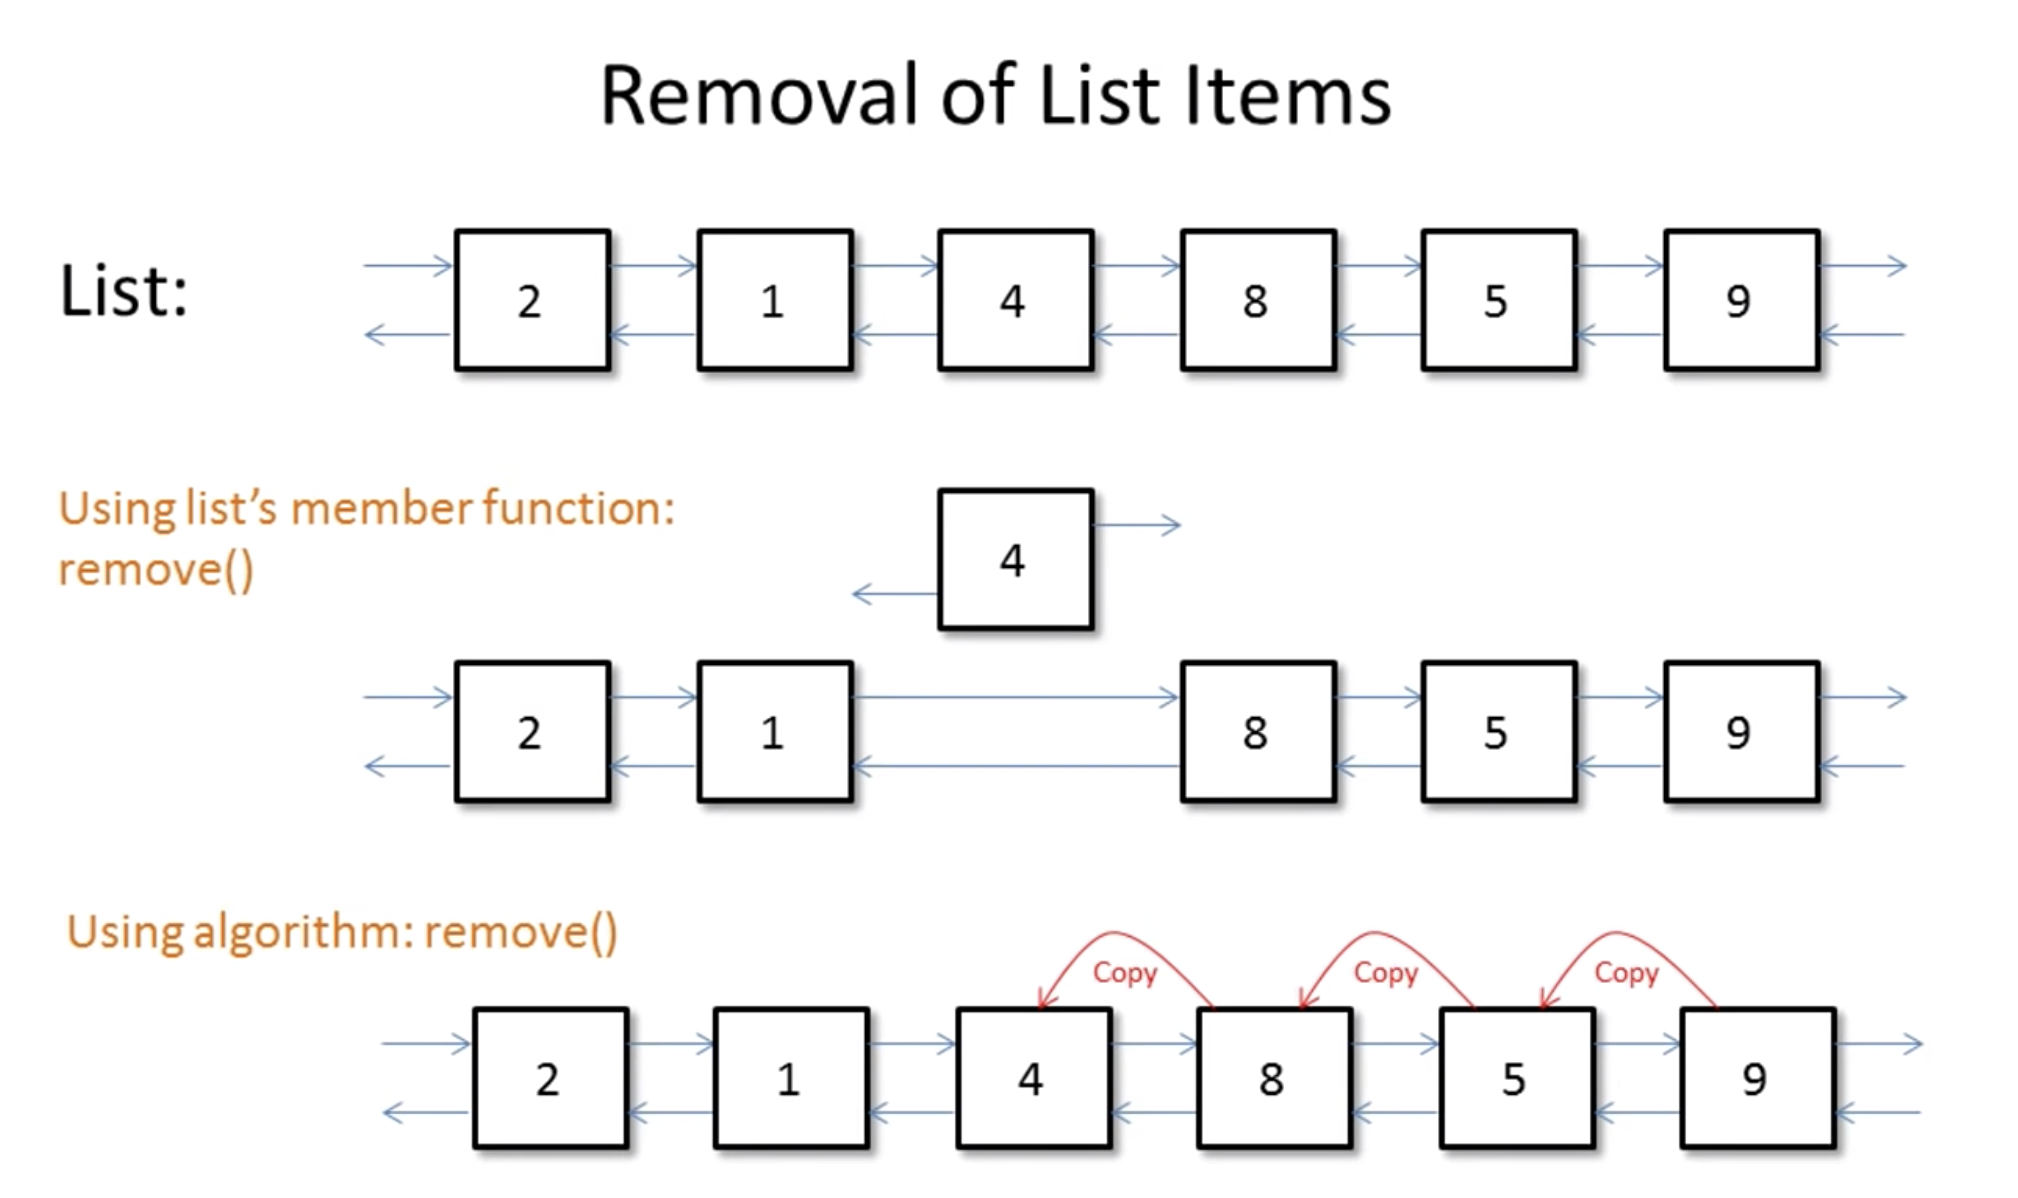 Removal of List Items
List:
2 1 4 8 5 9
Using list’s member function:
remove()
4
2 1 8 5 9
Using algorithm: remove()
Copy Copy Copy
2 1 4 8 5 9